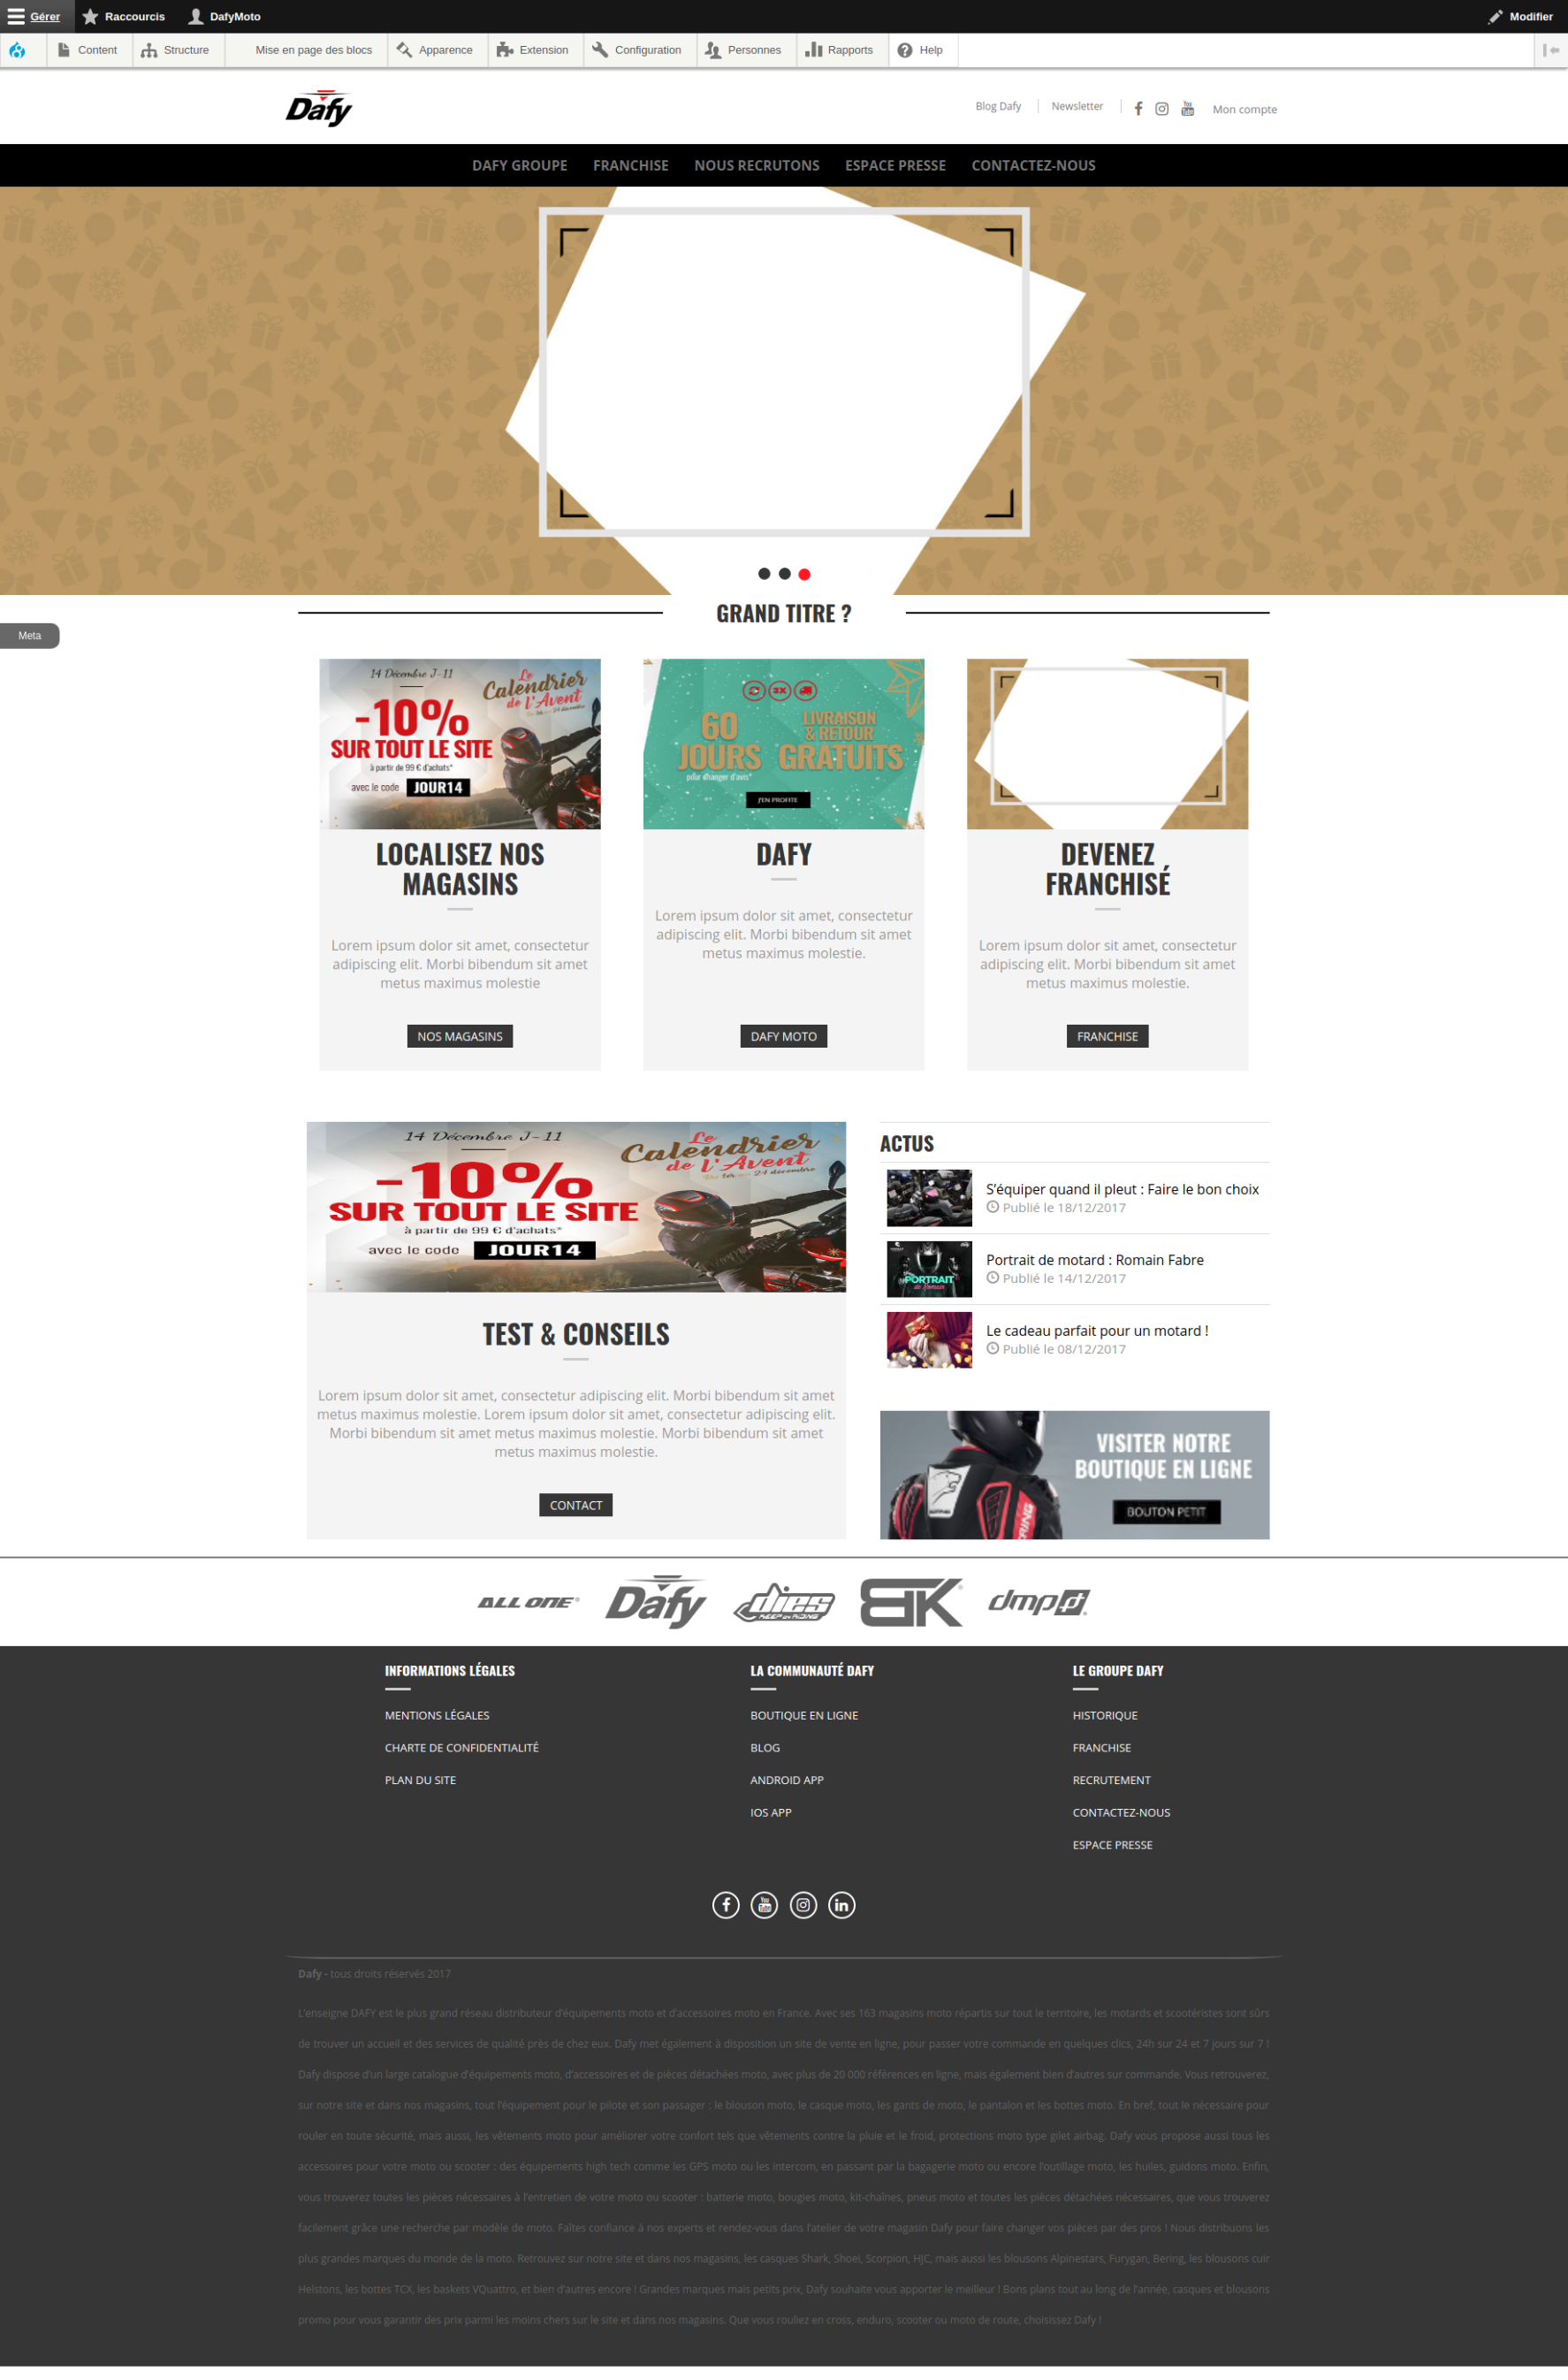 Gérer Raccourcis DafyMoto Modifier
Content Structure Mise en page des blocs Apparence Extension Configuration Personnes Rapports Help
Dafy Blog Dafy Newsletter Mon compte
DAFY GROUPE FRANCHISE NOUS RECRUTONS ESPACE PRESSE CONTACTEZ-NOUS
GRAND TITRE ?
Meta
14 Décembre J-11
Le Calendrier
de l'Avent
Du 1er au 24 décembre
-10%
SUR TOUT LE SITE
à partir de 99 € d'achats*
avec le code JOUR14
LOCALISEZ NOS
MAGASINS
Lorem ipsum dolor sit amet, consectetur
adipiscing elit. Morbi bibendum sit amet
metus maximus molestie
NOS MAGASINS
3X
60
JOURS
pour changer d'avis*
LIVRAISON
& RETOUR
GRATUITS*
J'EN PROFITE
DAFY
Lorem ipsum dolor sit amet, consectetur
adipiscing elit. Morbi bibendum sit amet
metus maximus molestie.
DAFY MOTO
DEVENEZ
FRANCHISÉ
Lorem ipsum dolor sit amet, consectetur
adipiscing elit. Morbi bibendum sit amet
metus maximus molestie.
FRANCHISE
14 Décembre J-11
Le Calendrier
de l'Avent
Du 1er au 24 décembre
-10%
SUR TOUT LE SITE
à partir de 99 € d'achats*
avec le code JOUR14
TEST & CONSEILS
Lorem ipsum dolor sit amet, consectetur adipiscing elit. Morbi bibendum sit amet
metus maximus molestie. Lorem ipsum dolor sit amet, consectetur adipiscing elit.
Morbi bibendum sit amet metus maximus molestie. Morbi bibendum sit amet
metus maximus molestie.
CONTACT
ACTUS
S'équiper quand il pleut : Faire le bon choix
Publié le 18/12/2017
PORTRAIT
de Romain
Portrait de motard : Romain Fabre
Publié le 14/12/2017
Le cadeau parfait pour un motard !
Publié le 08/12/2017
VISITER NOTRE
BOUTIQUE EN LIGNE
BOUTON PETIT
ALL ONE Dafy dies KEEP ON RIDING BK dmp
INFORMATIONS LÉGALES
MENTIONS LÉGALES
CHARTE DE CONFIDENTIALITÉ
PLAN DU SITE
LA COMMUNAUTÉ DAFY
BOUTIQUE EN LIGNE
BLOG
ANDROID APP
IOS APP
LE GROUPE DAFY
HISTORIQUE
FRANCHISE
RECRUTEMENT
CONTACTEZ-NOUS
ESPACE PRESSE
Dafy - tous droits réservés 2017
L'enseigne DAFY est le plus grand réseau distributeur d'équipements moto et d'accessoires moto en France. Avec ses 163 magasins moto répartis sur tout le territoire, les motards et scootéristes sont sûrs
de trouver un accueil et des services de qualité près de chez eux. Dafy met également à disposition un site de vente en ligne, pour passer votre commande en quelques clics, 24h sur 24 et 7 jours sur 7 !
Dafy dispose d'un large catalogue d'équipements moto, d'accessoires et de pièces détachées moto, avec plus de 20 000 références en ligne, mais également bien d'autres sur commande. Vous retrouverez,
sur notre site et dans nos magasins, tout l'équipement pour le pilote et son passager : le blouson moto, le casque moto, les gants de moto, le pantalon et les bottes moto. En bref, tout le nécessaire pour
rouler en toute sécurité, mais aussi, les vêtements moto pour améliorer votre confort tels que vêtements contre la pluie et le froid, protections moto type gilet airbag. Dafy vous propose aussi tous les
accessoires pour votre moto ou scooter : des équipements high tech comme les GPS moto ou les intercom, en passant par la bagagerie moto ou encore l'outillage moto, les huiles, guidons moto. Enfin,
vous trouverez toutes les pièces nécessaires à l'entretien de votre moto ou scooter : batterie moto, bougies moto, kit-chaînes, pneus moto et toutes les pièces détachées nécessaires, que vous trouverez
facilement grâce une recherche par modèle de moto. Faîtes confiance à nos experts et rendez-vous dans l'atelier de votre magasin Dafy pour faire changer vos pièces par des pros ! Nous distribuons les
plus grandes marques du monde de la moto. Retrouvez sur notre site et dans nos magasins, les casques Shark, Shoei, Scorpion, HJC, mais aussi les blousons Alpinestars, Furygan, Bering, les blousons cuir
Helstons, les bottes TCX, les baskets VQuattro, et bien d'autres encore ! Grandes marques mais petits prix, Dafy souhaite vous apporter le meilleur ! Bons plans tout au long de l'année, casques et blousons
promo pour vous garantir des prix parmi les moins chers sur le site et dans nos magasins. Que vous rouliez en cross, enduro, scooter ou moto de route, choisissez Dafy !